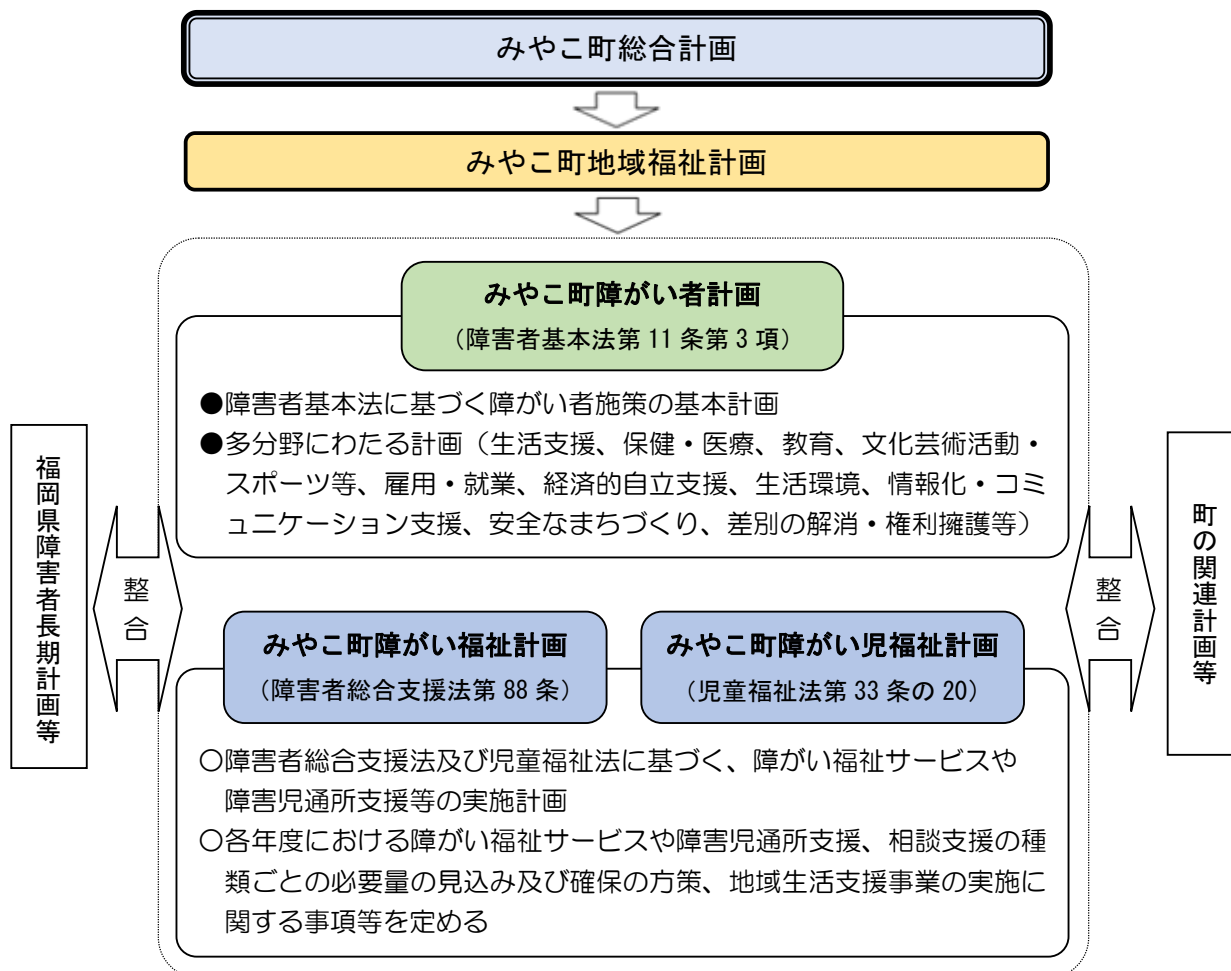 みやこ町総合計画
みやこ町地域福祉計画
みやこ町障がい者計画
（障害者基本法第 11 条第 3 項）
●障害者基本法に基づく障がい者施策の基本計画
●多分野にわたる計画（生活支援、保健・医療、教育、文化芸術活動・
スポーツ等、雇用・就業、経済的自立支援、生活環境、情報化・コミ
ュニケーション支援、安全なまちづくり、差別の解消・権利擁護等）
福岡県障害者長期計画等
整合
整合
町の関連計画等
みやこ町障がい福祉計画
（障害者総合支援法第 88 条）
みやこ町障がい児福祉計画
（児童福祉法第 33 条の 20）
○障害者総合支援法及び児童福祉法に基づく、障がい福祉サービスや
障害児通所支援等の実施計画
○各年度における障がい福祉サービスや障害児通所支援、相談支援の種
類ごとの必要量の見込み及び確保の方策、地域生活支援事業の実施に
関する事項等を定める